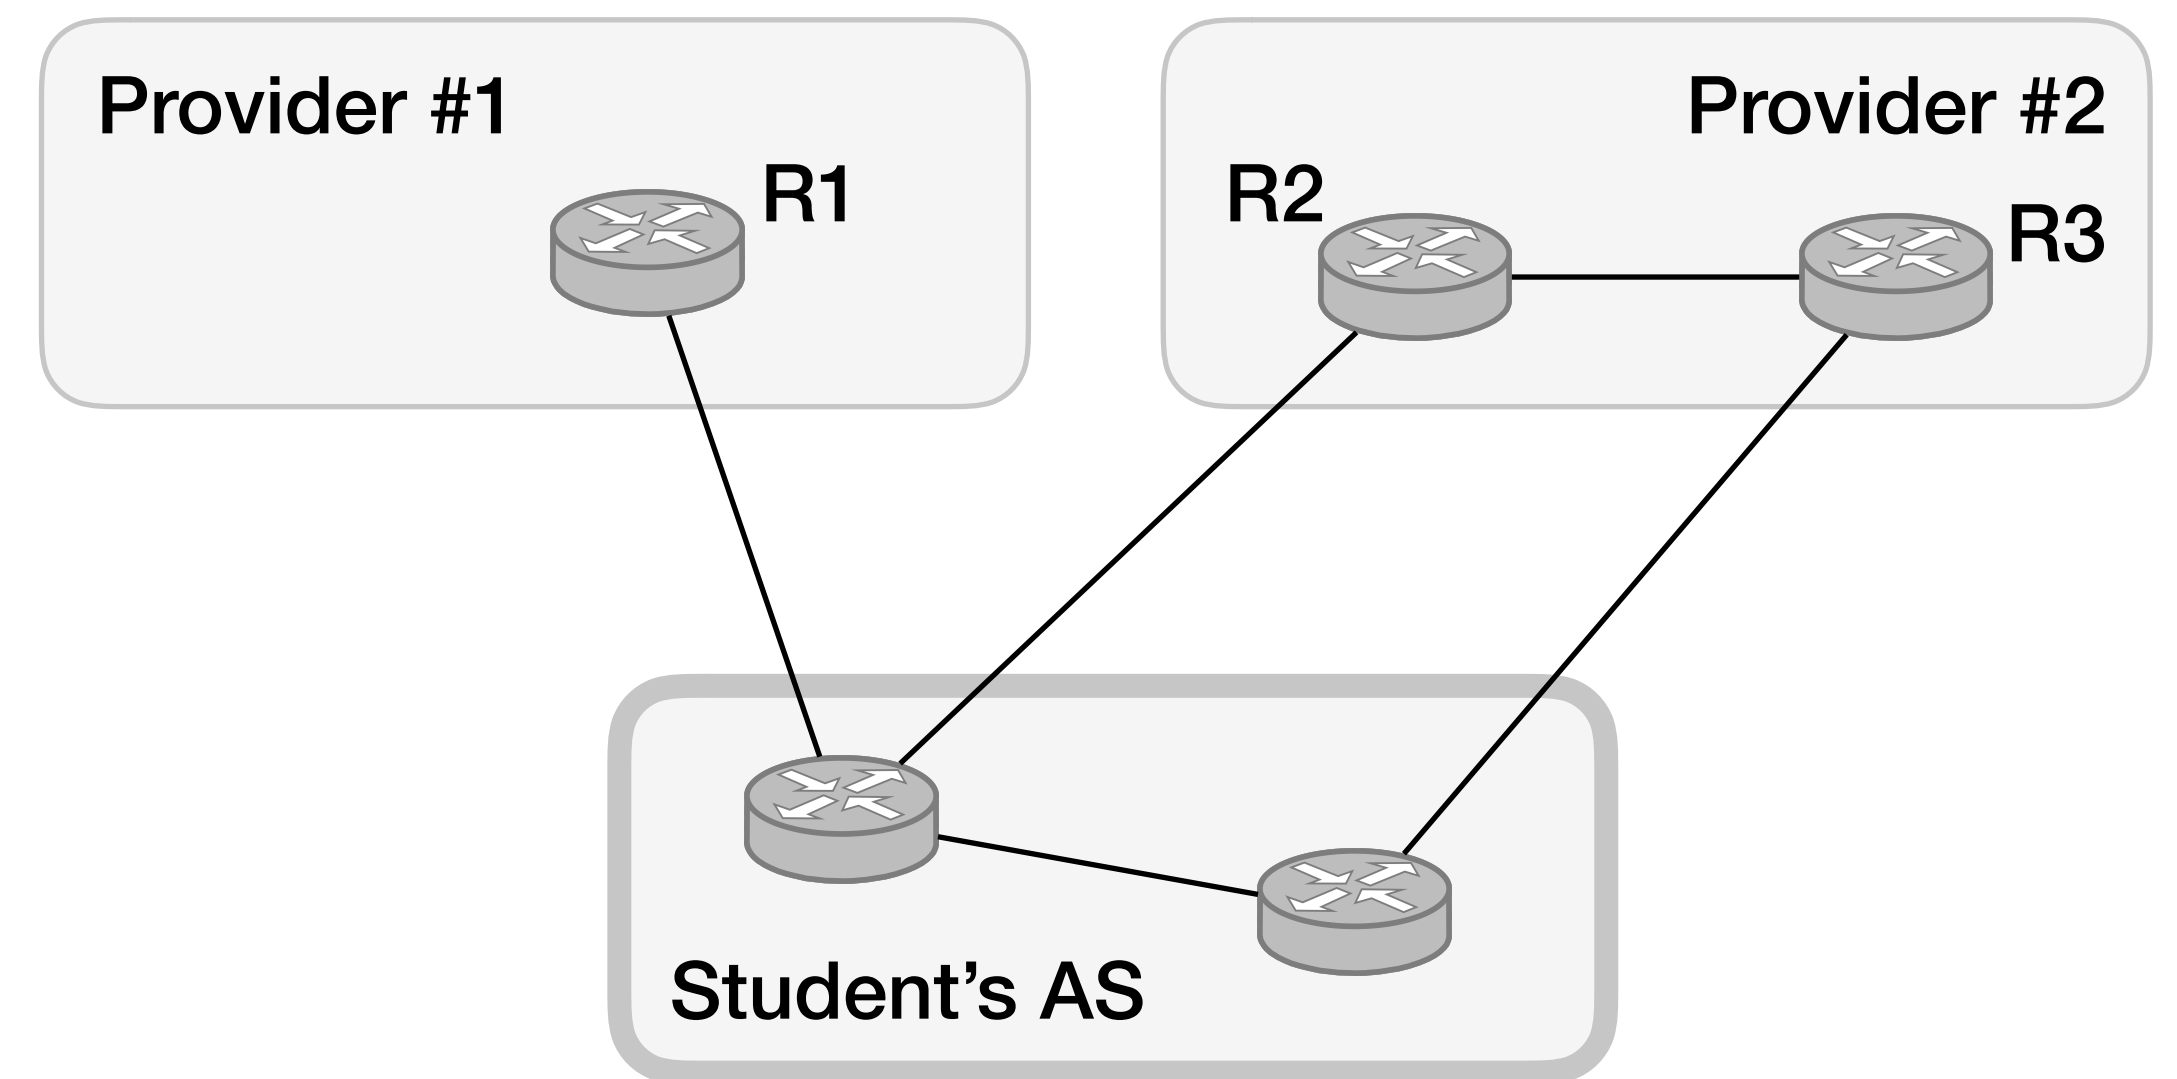 Provider #1
Provider #2
R1
R2
R3
Student’s AS